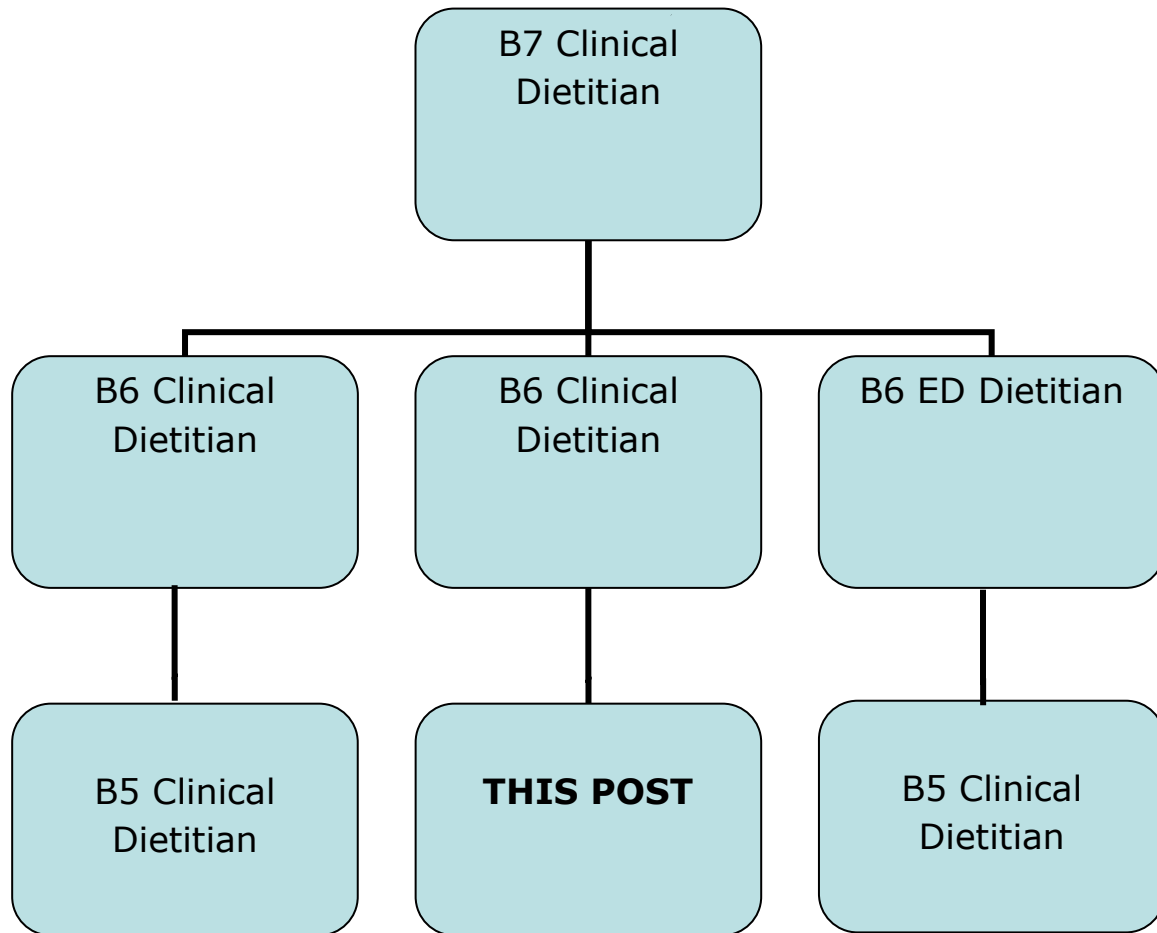 B7 Clinical
Dietitian
B6 Clinical
Dietitian
B6 Clinical
Dietitian
B6 ED Dietitian
B5 Clinical
Dietitian
THIS POST
B5 Clinical
Dietitian